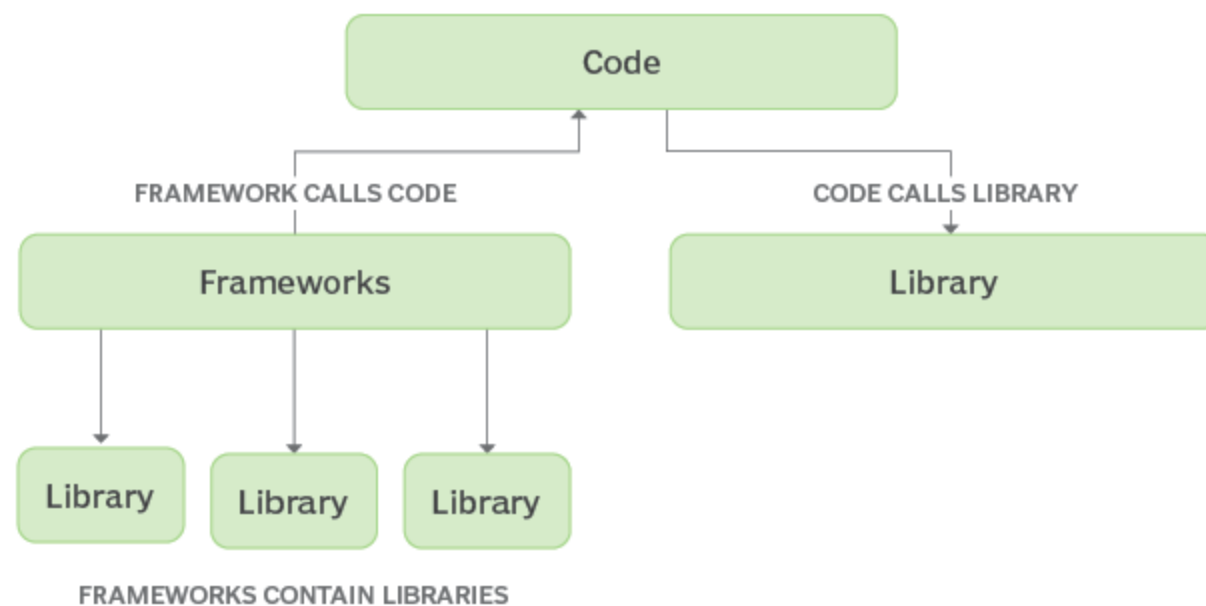 Code
FRAMEWORK CALLS CODE
CODE CALLS LIBRARY
Frameworks
Library
Library
Library
Library
FRAMEWORKS CONTAIN LIBRARIES